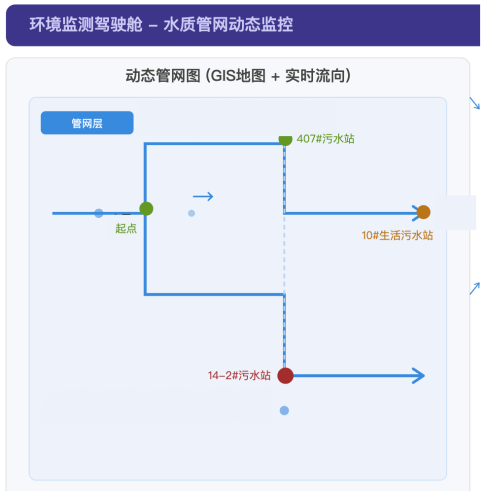 环境监测驾驶舱 – 水质管网动态监控
动态管网图 (GIS地图 + 实时流向)
管网层
407#污水站
起点
10#生活污水站
14-2#污水站